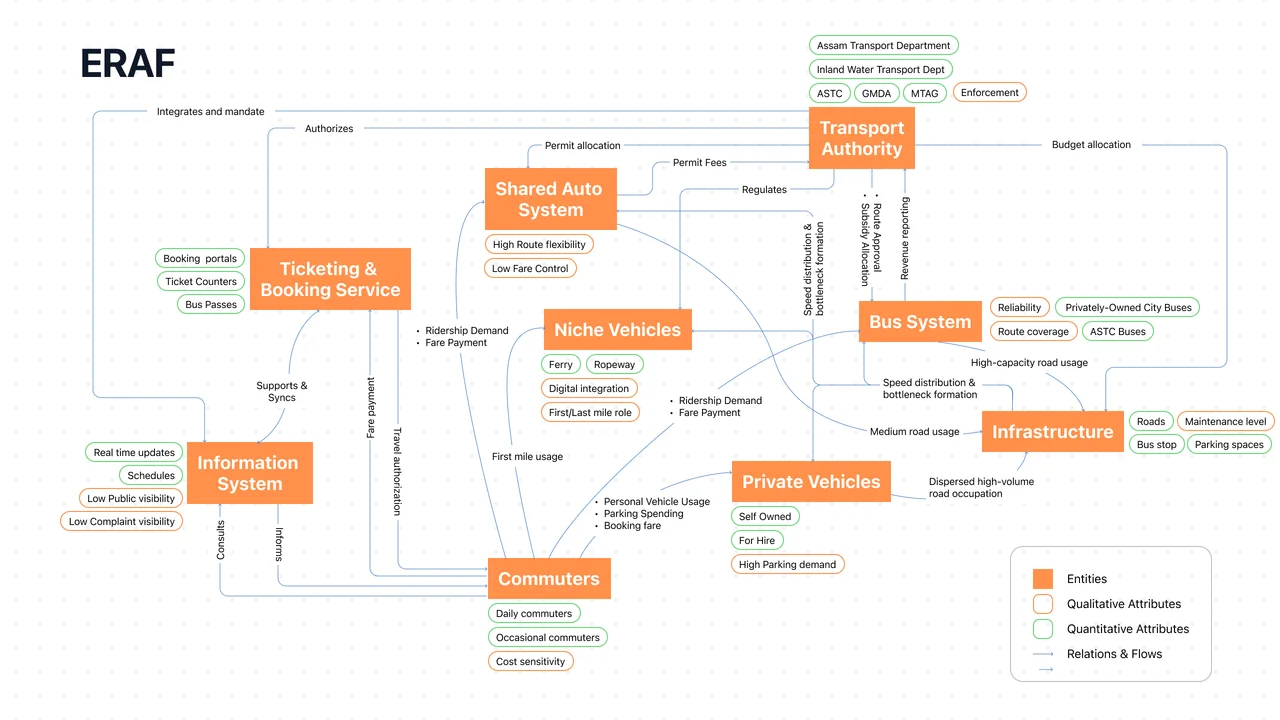 ERAF
Assam Transport Department
Inland Water Transport Dept
ASTC
GMDA
MTAG
Enforcement
Integrates and mandate
Authorizes
Transport
Authority
Permit allocation
Permit Fees
Budget allocation
Shared Auto
System
Regulates
High Route flexibility
Low Fare Control
Speed distribution &
bottleneck formation
• Route Approval
• Subsidy Allocation
Revenue reporting
Booking  portals
Ticket Counters
Bus Passes
Ticketing &
Booking Service
• Ridership Demand
• Fare Payment
Niche Vehicles
Ferry
Ropeway
Digital integration
First/Last mile role
Bus System
Reliability
Privately-Owned City Buses
Route coverage
ASTC Buses
High-capacity road usage
Speed distribution &
bottleneck formation
Supports &
Syncs
Fare payment
Travel authorization
• Ridership Demand
• Fare Payment
Medium road usage
Infrastructure
Roads
Maintenance level
Bus stop
Parking spaces
Real time updates
Schedules
Low Public visibility
Low Complaint visibility
Information
System
First mile usage
Private Vehicles
Self Owned
For Hire
High Parking demand
Dispersed high-volume
road occupation
• Personal Vehicle Usage
• Parking Spending
• Booking fare
Consults
Informs
Commuters
Daily commuters
Occasional commuters
Cost sensitivity
Entities
Qualitative Attributes
Quantitative Attributes
Relations & Flows